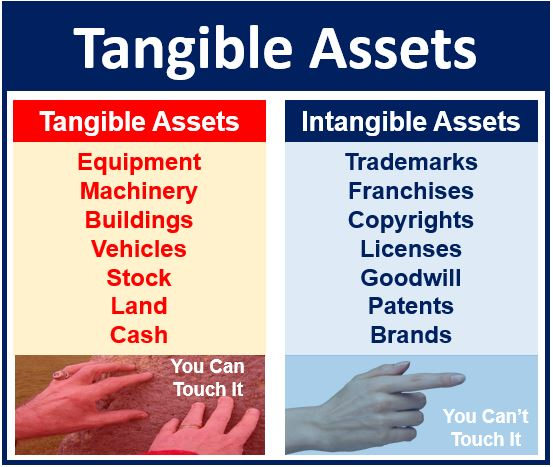 Tangible Assets
Tangible Assets
Equipment
Machinery
Buildings
Vehicles
Stock
Land
Cash
You Can
Touch It
Intangible Assets
Trademarks
Franchises
Copyrights
Licenses
Goodwill
Patents
Brands
You Can't
Touch It